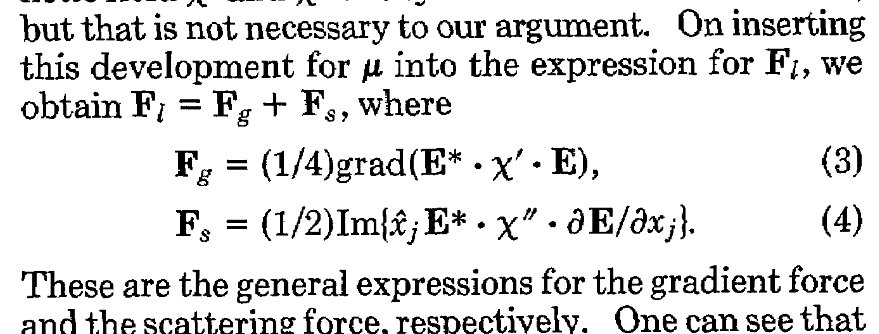 but that is not necessary to our argument. On inserting
this development for μ into the expression for F_l, we
obtain F_l = F_g + F_s, where
F_g = (1/4)grad(E* · χ′ · E), (3)
F_s = (1/2)Im{x̂_j E* · χ″ · ∂E/∂x_j}. (4)
These are the general expressions for the gradient force
and the scattering force, respectively. One can see that